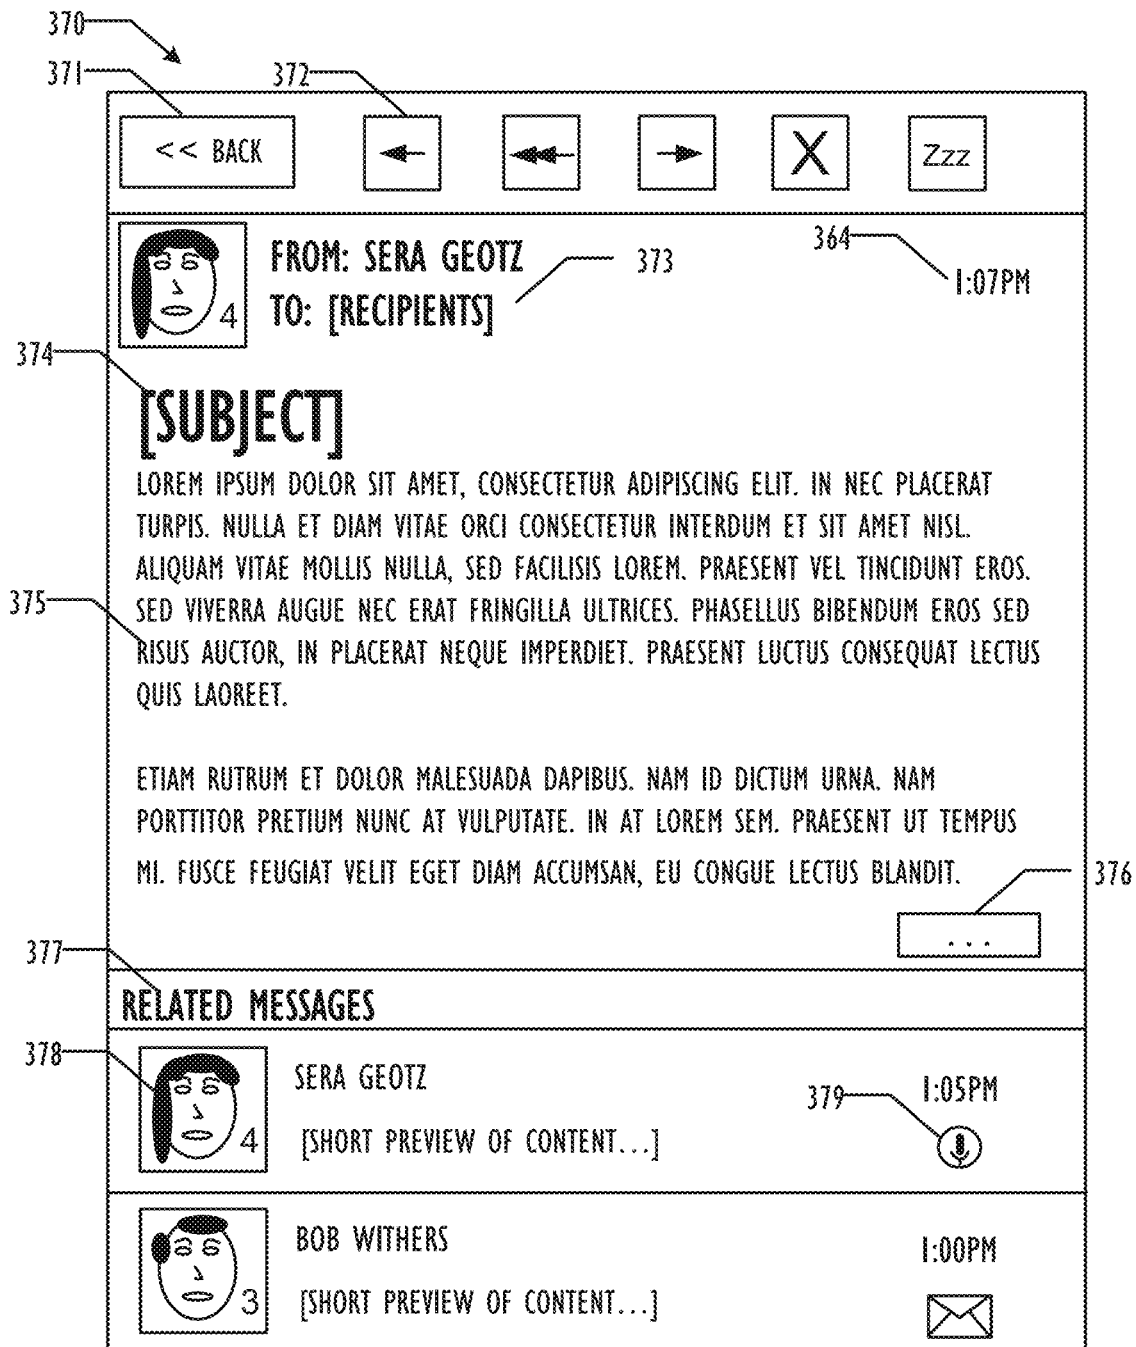 370
371
372
<< BACK
X
Zzz
364
FROM: SERA GEOTZ
373
1:07PM
TO: [RECIPIENTS]
4
374
[SUBJECT]
LOREM IPSUM DOLOR SIT AMET, CONSECTETUR ADIPISCING ELIT. IN NEC PLACERAT
TURPIS. NULLA ET DIAM VITAE ORCI CONSECTETUR INTERDUM ET SIT AMET NISL.
ALIQUAM VITAE MOLLIS NULLA, SED FACILISIS LOREM. PRAESENT VEL TINCIDUNT EROS.
375
SED VIVERRA AUGUE NEC ERAT FRINGILLA ULTRICES. PHASELLUS BIBENDUM EROS SED
RISUS AUCTOR, IN PLACERAT NEQUE IMPERDIET. PRAESENT LUCTUS CONSEQUAT LECTUS
QUIS LAOREET.
ETIAM RUTRUM ET DOLOR MALESUADA DAPIBUS. NAM ID DICTUM URNA. NAM
PORTTITOR PRETIUM NUNC AT VULPUTATE. IN AT LOREM SEM. PRAESENT UT TEMPUS
MI. FUSCE FEUGIAT VELIT EGET DIAM ACCUMSAN, EU CONGUE LECTUS BLANDIT.
376
...
377
RELATED MESSAGES
378
SERA GEOTZ
1:05PM
379
4
[SHORT PREVIEW OF CONTENT...]
BOB WITHERS
1:00PM
3
[SHORT PREVIEW OF CONTENT...]